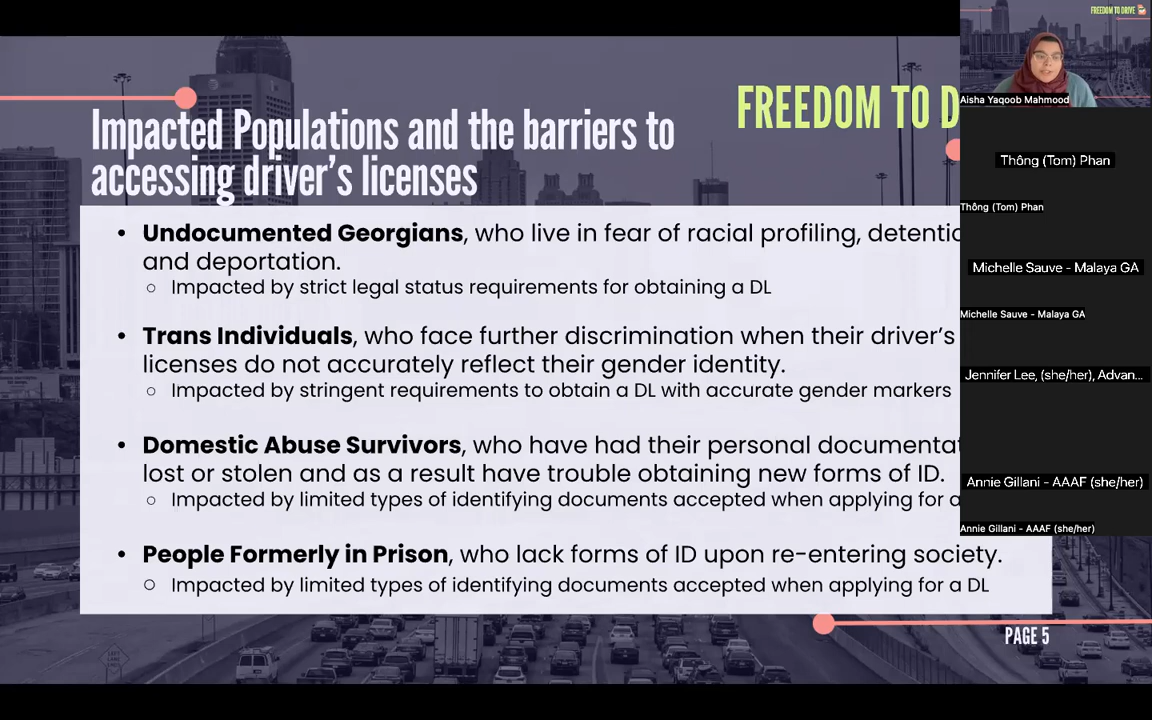 FREEDOM TO DRIVE
Aisha Yaqoob Mahmood
FREEDOM TO D
Impacted Populations and the barriers to
accessing driver's licenses
• Undocumented Georgians, who live in fear of racial profiling, detentio
and deportation.
○ Impacted by strict legal status requirements for obtaining a DL
• Trans Individuals, who face further discrimination when their driver's
licenses do not accurately reflect their gender identity.
○ Impacted by stringent requirements to obtain a DL with accurate gender markers
• Domestic Abuse Survivors, who have had their personal documentat
lost or stolen and as a result have trouble obtaining new forms of ID.
○ Impacted by limited types of identifying documents accepted when applying for a
• People Formerly in Prison, who lack forms of ID upon re-entering society.
○ Impacted by limited types of identifying documents accepted when applying for a DL
PAGE 5
Thông (Tom) Phan
Thông (Tom) Phan
Michelle Sauve - Malaya GA
Michelle Sauve - Malaya GA
Jennifer Lee, (she/her), Advan...
Annie Gillani - AAAF (she/her)
Annie Gillani - AAAF (she/her)